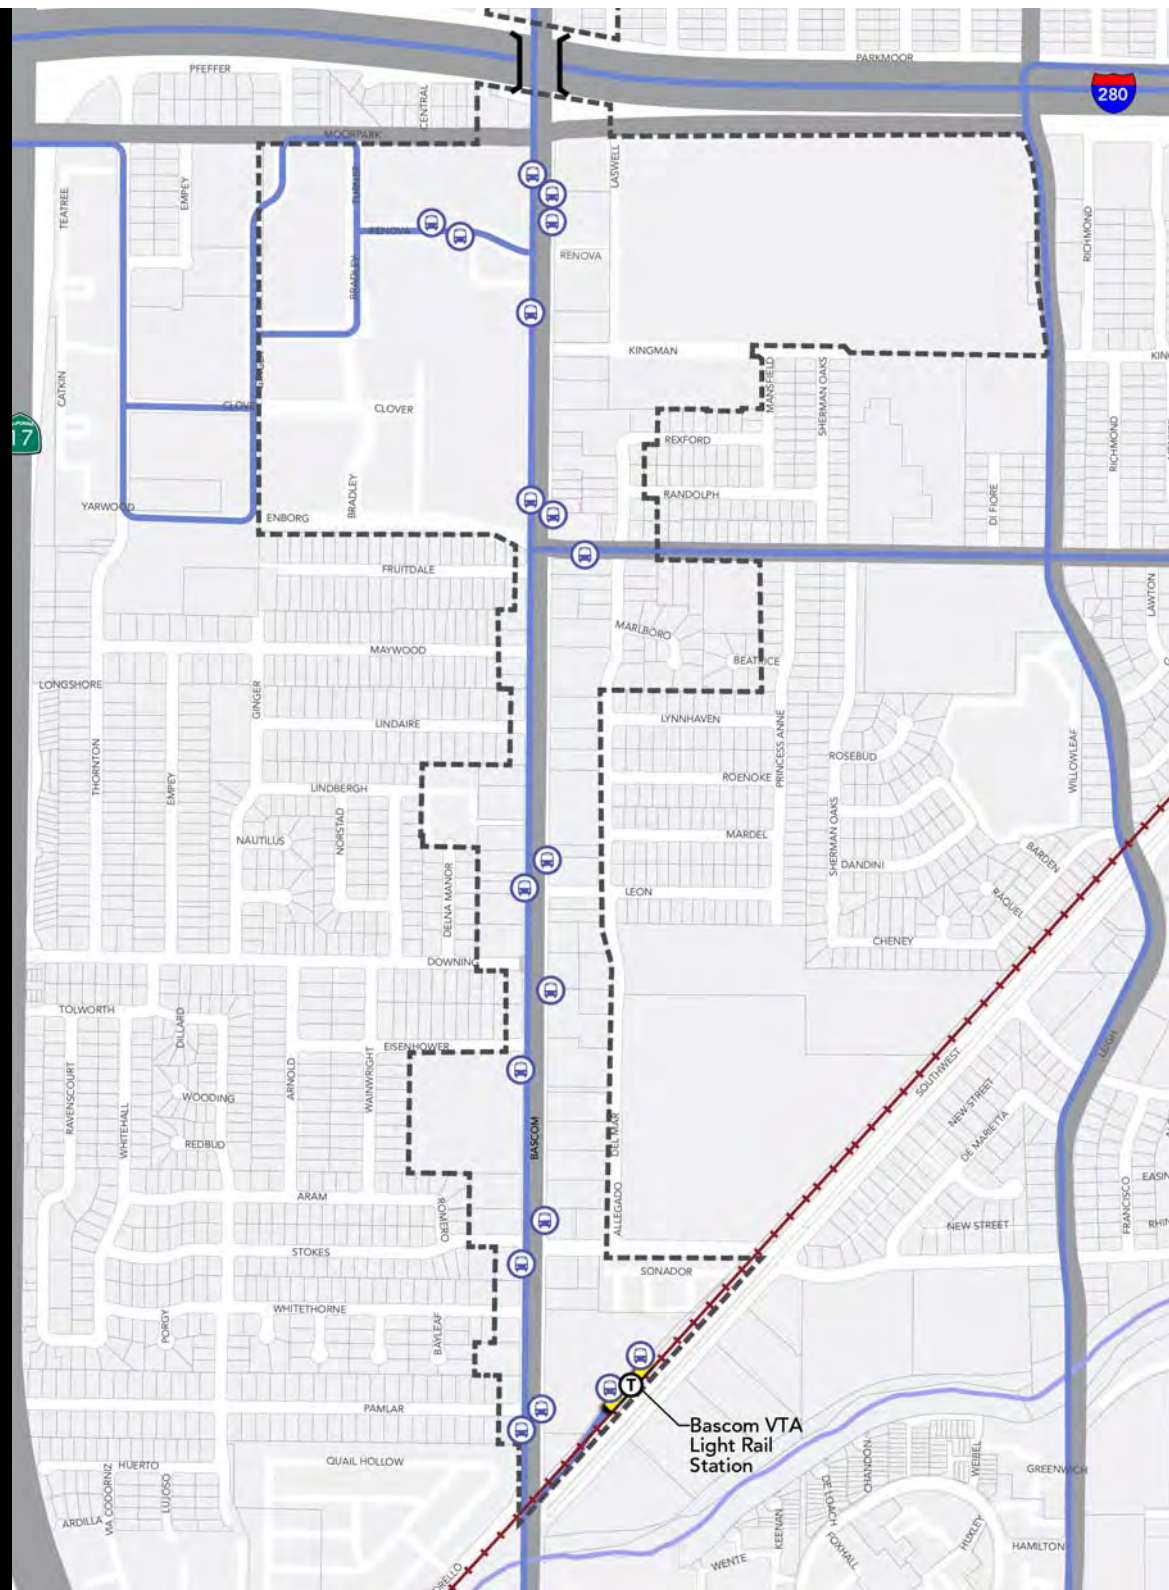 PARKMOOR
PFEFFER
280
CENTRAL
MOORPARK
LASWELL
TEATREE
EMPEY
TURNER
RICHMOND
RENOVA
RENOVA
BRADLEY
KINGMAN
CATKIN
MANSFIELD
SHERMAN OAKS
CLOVER
17
REXFORD
RICHMOND
BRADLEY
RANDOLPH
YARWOOD
ENBORG
DI FIORE
FRUITDALE
LAWTON
MARLBORO
MAYWOOD
BEATRICE
LONGSHORE
GINGER
LYNNHAVEN
LINDAIRE
PRINCESS ANNE
ROSEBUD
WILLOWLEAF
THORNTON
EMPEY
ROENOKE
LINDBERGH
NORSTAD
NAUTILUS
MARDEL
SHERMAN OAKS
DANDINI
BARDEN
DELNA MANOR
LEON
RAQUEL
CHENEY
DOWNING
TOLWORTH
DILLARD
EISENHOWER
LEIGH
SOUTHWEST
RAVENSCOURT
WHITEHALL
ARNOLD
WAINWRIGHT
WOODING
NEW STREET
BASCOM
DE MARIETTA
REDBUD
DEL MAR
ARAM
ROMERO
ALLEGADO
FRANCISCO
NEW STREET
STOKES
SONADOR
WHITETHORNE
PORGY
BAYLEAF
PAMLAR
Bascom VTA
Light Rail
Station
QUAIL HOLLOW
HUERTO
VIA CODORNIZ
LUJOSO
ARDILLA
CHANDON
WEIBEL
GREENWICH
DE LOACH
KEENAN
FOXHALL
HUXLEY
HAMILTON
WENTE